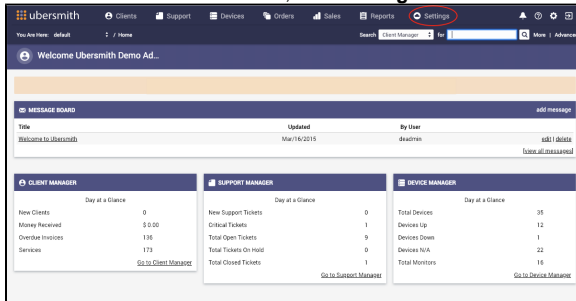 ubersmith Clients Support Devices Orders Sales Reports Settings
You Are Here: default / Home Search Client Manager for More | Advance
Welcome Ubersmith Demo Ad...
MESSAGE BOARD add message
Title Updated By User
Welcome to Ubersmith Mar/16/2015 deadmin edit | delete
[view all messages]
CLIENT MANAGER
Day at a Glance
New Clients 0
Money Received $ 0.00
Overdue Invoices 136
Services 173
Go to Client Manager
SUPPORT MANAGER
Day at a Glance
New Support Tickets 0
Critical Tickets 1
Total Open Tickets 9
Total Tickets On Hold 0
Total Closed Tickets 1
Go to Support Manager
DEVICE MANAGER
Day at a Glance
Total Devices 35
Devices Up 12
Devices Down 1
Devices N/A 22
Total Monitors 16
Go to Device Manager